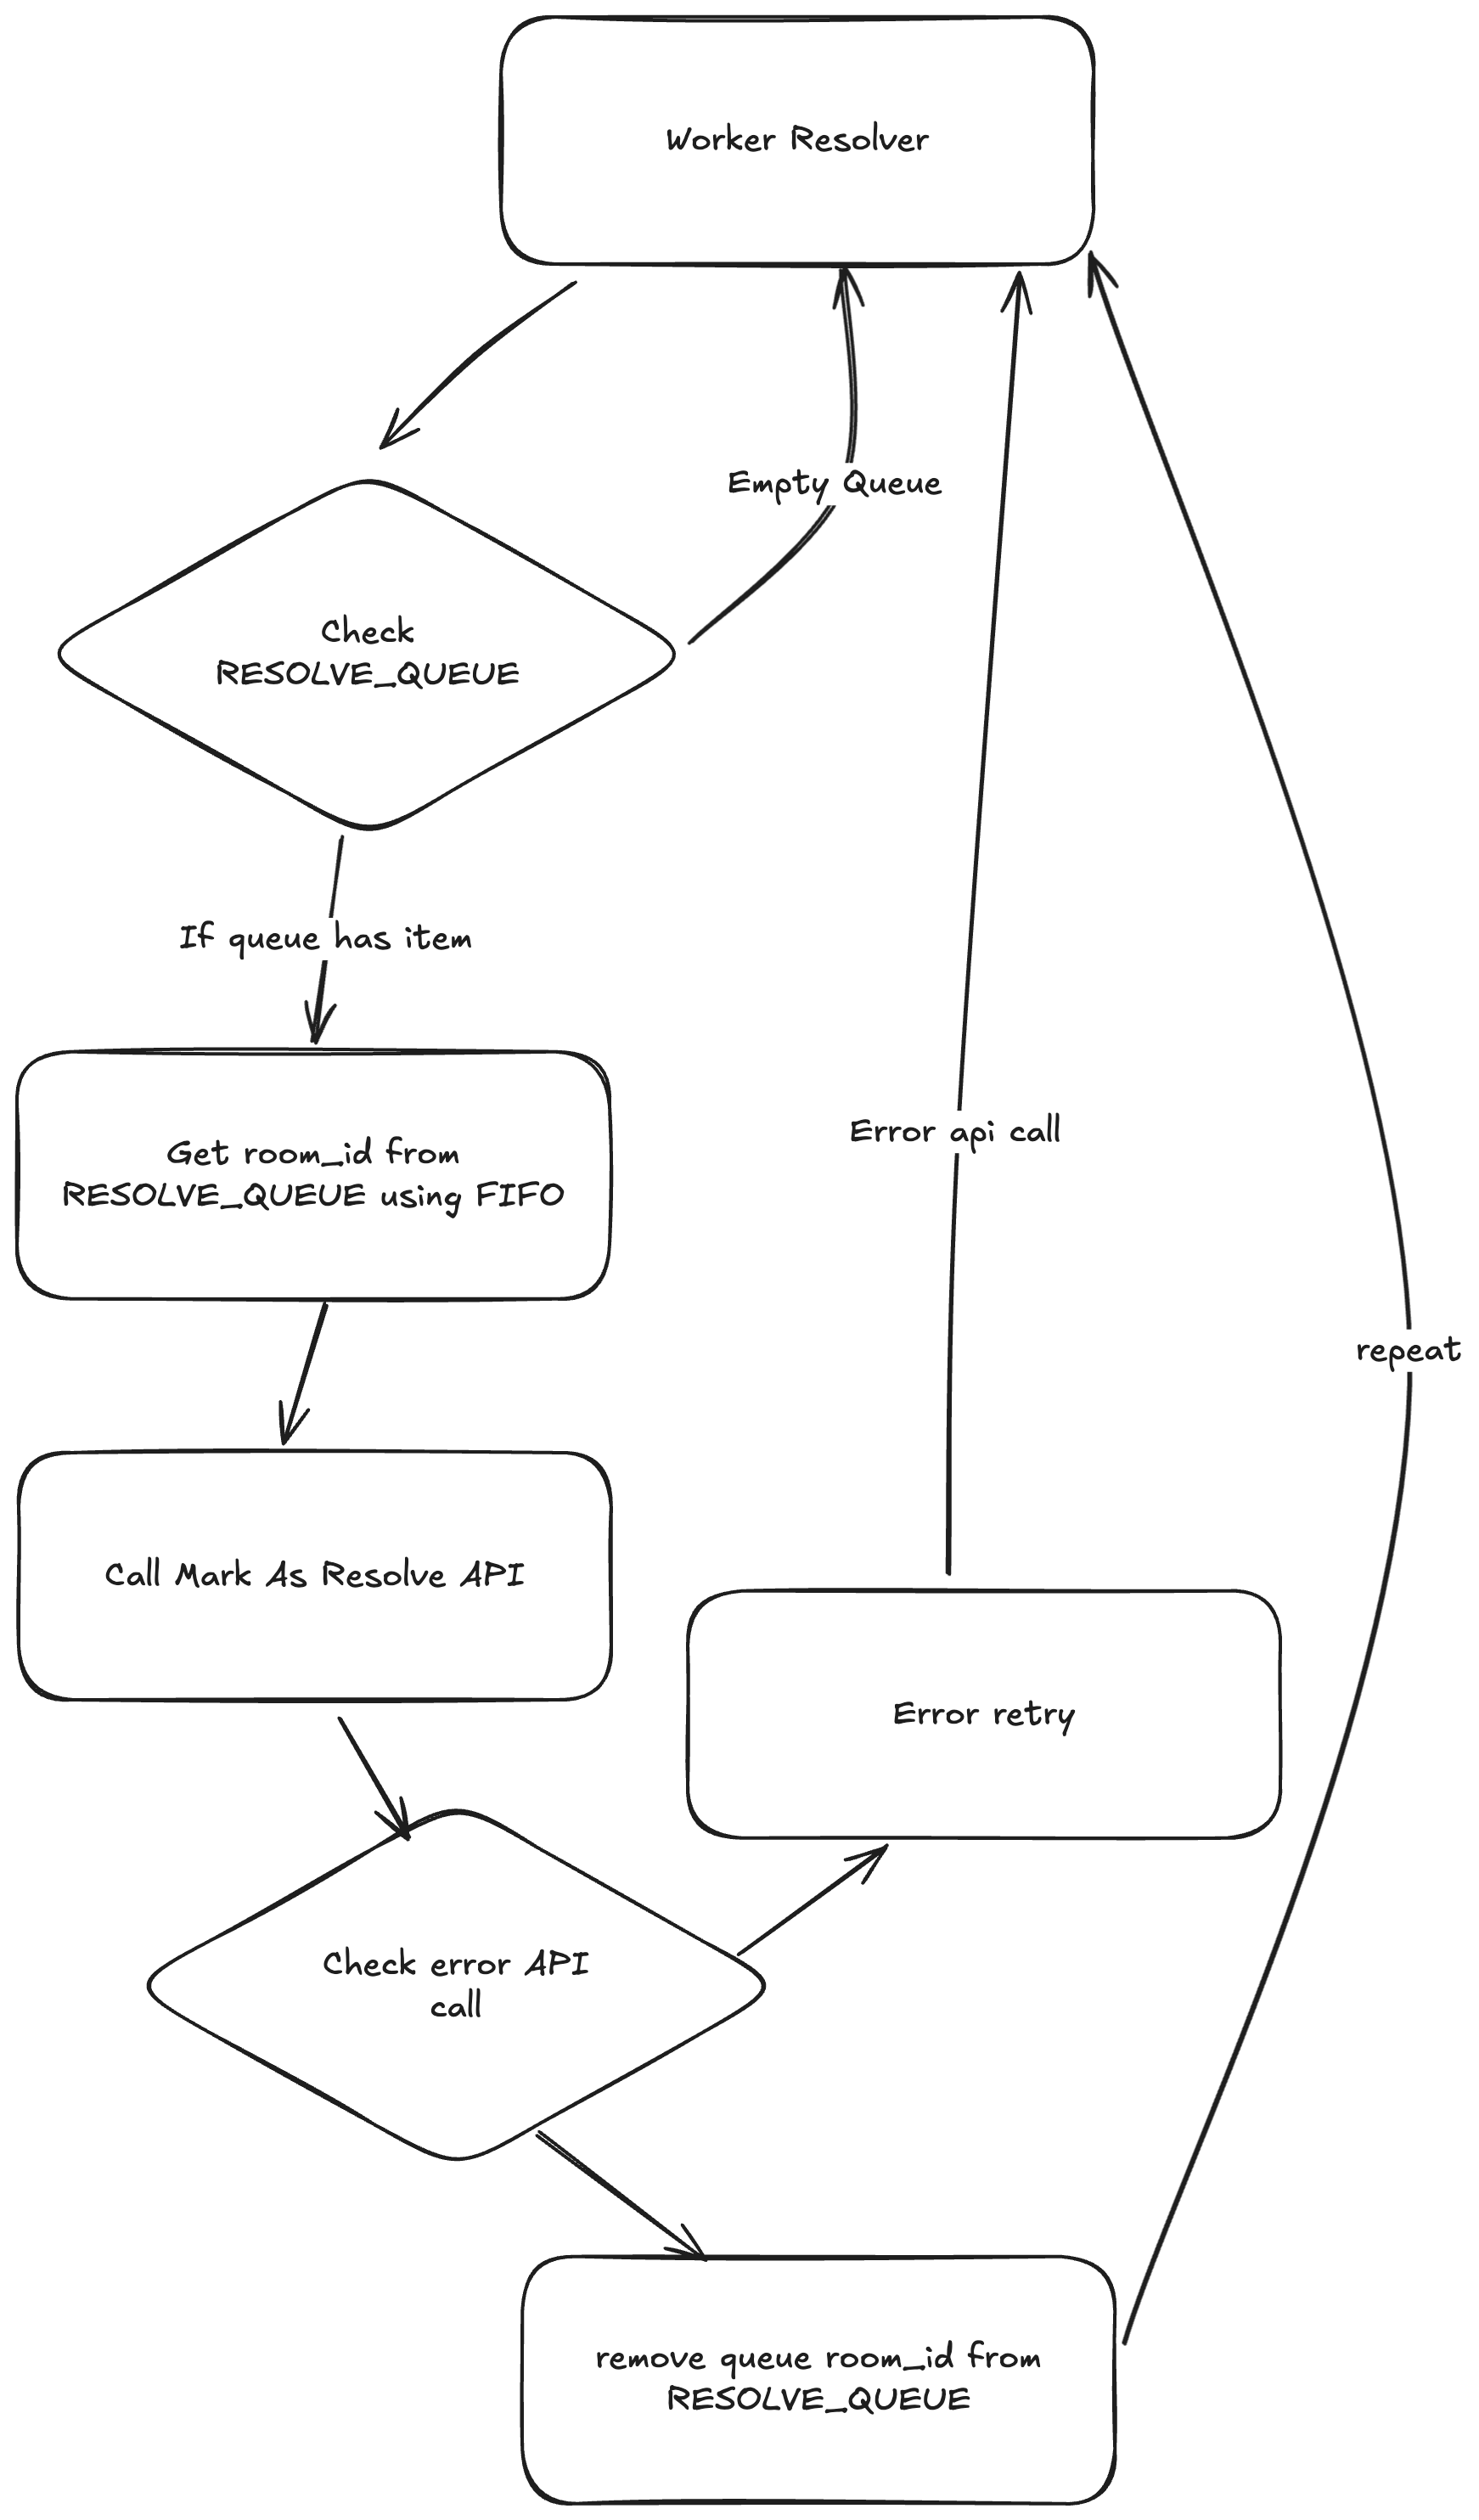 Worker Resolver
Empty Queue
Check
RESOLVE_QUEUE
If queue has item
Get room_id from
RESOLVE_QUEUE using FIFO
Error api call
repeat
Call Mark As Resolve API
Error retry
Check error API
call
remove queue room_id from
RESOLVE_QUEUE